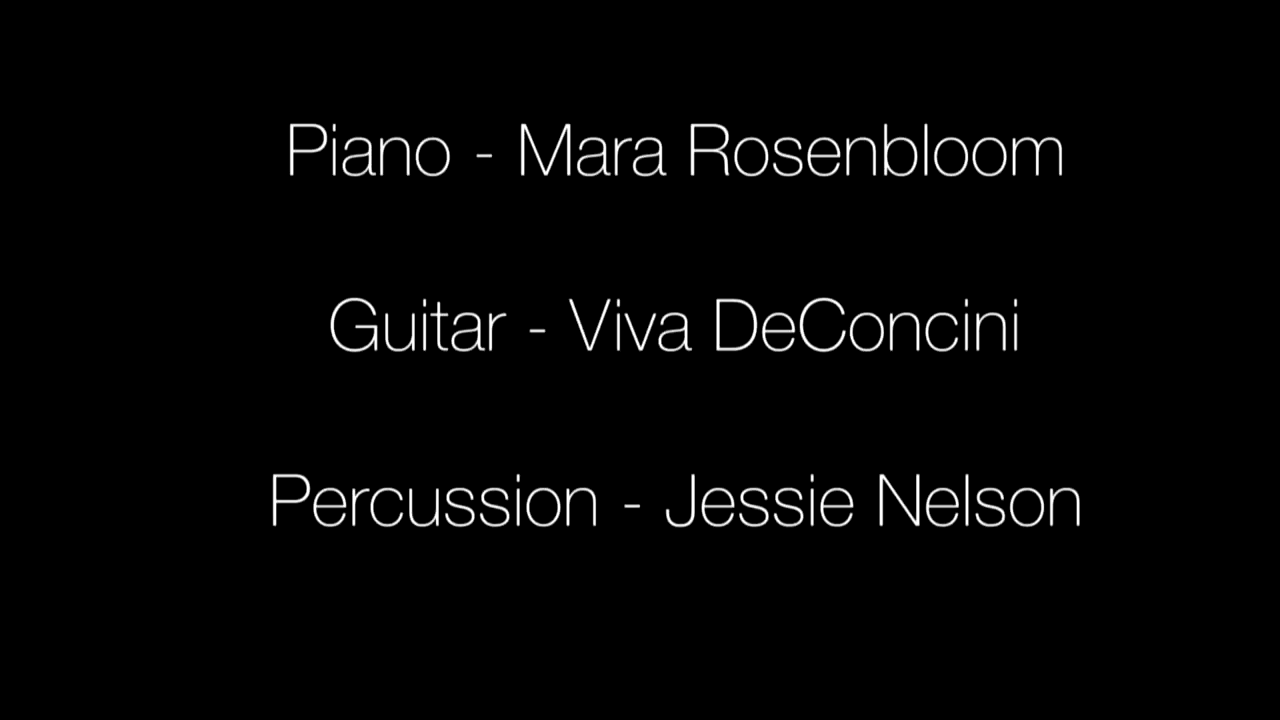 Piano - Mara Rosenbloom
Guitar - Viva DeConcini
Percussion - Jessie Nelson